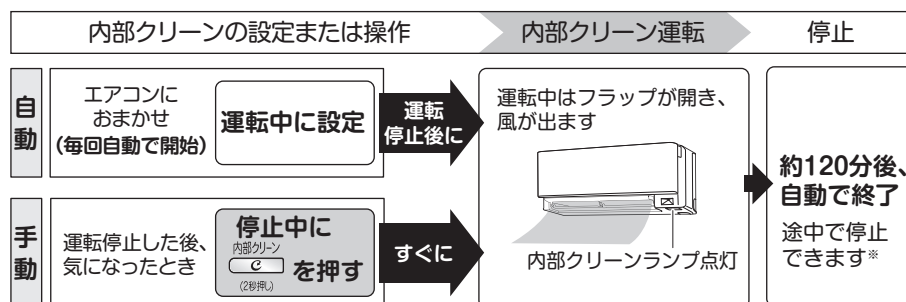 内部クリーンの設定または操作
内部クリーン運転
停止
自動
エアコンに
おまかせ
(毎回自動で開始)
運転中に設定
運転
停止後に
運転中はフラップが開き、
風が出ます
内部クリーンランプ点灯
約120分後、
自動で終了
途中で停止
できます※
手動
運転停止した後、
気になったとき
停止中に
内部クリーン
C
(2秒押し)
を押す
すぐに